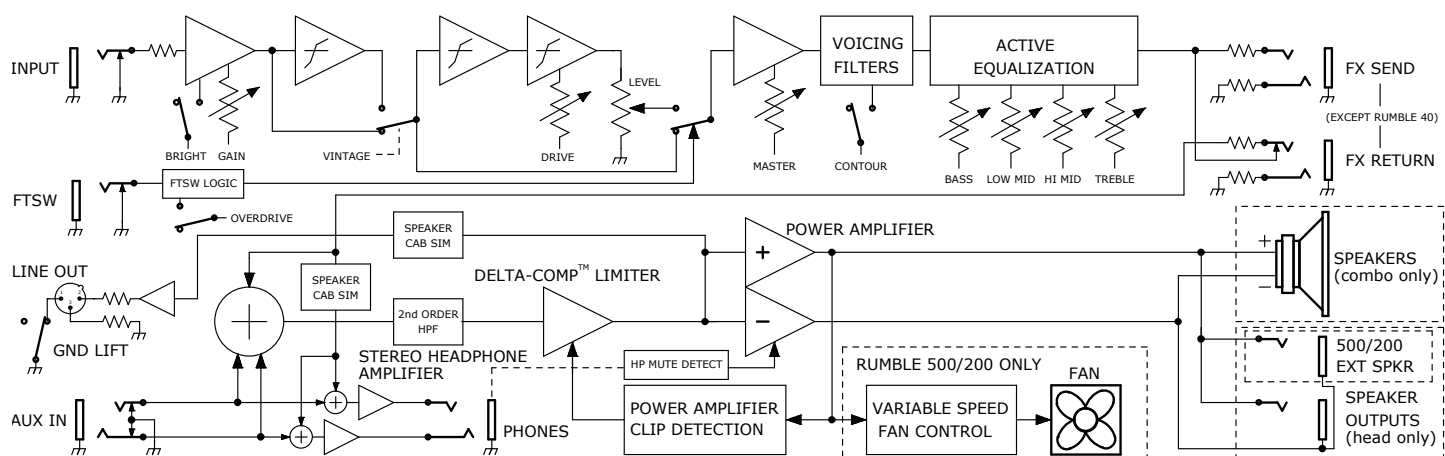 INPUT
BRIGHT
GAIN
VINTAGE
DRIVE
LEVEL
MASTER
VOICING
FILTERS
CONTOUR
ACTIVE
EQUALIZATION
BASS
LOW MID
HI MID
TREBLE
FX SEND
(EXCEPT RUMBLE 40)
FX RETURN
FTSW
FTSW LOGIC
OVERDRIVE
SPEAKER
CAB SIM
POWER AMPLIFIER
LINE OUT
GND LIFT
SPEAKER
CAB SIM
DELTA-COMP™ LIMITER
2nd ORDER
HPF
+
−
+
−
SPEAKERS
(combo only)
STEREO HEADPHONE
AMPLIFIER
HP MUTE DETECT
RUMBLE 500/200 ONLY
FAN
500/200
EXT SPKR
AUX IN
PHONES
POWER AMPLIFIER
CLIP DETECTION
VARIABLE SPEED
FAN CONTROL
SPEAKER
OUTPUTS
(head only)